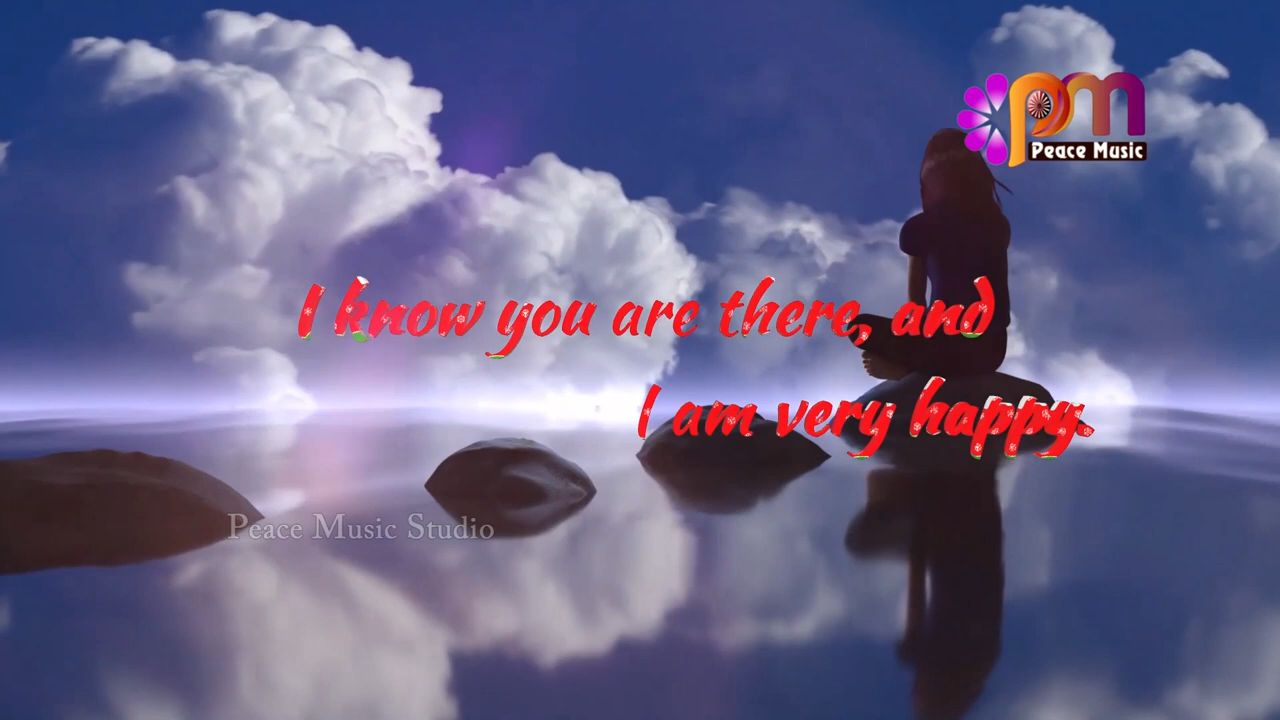 pm
Peace Music
I know you are there, and
I am very happy.
Peace Music Studio